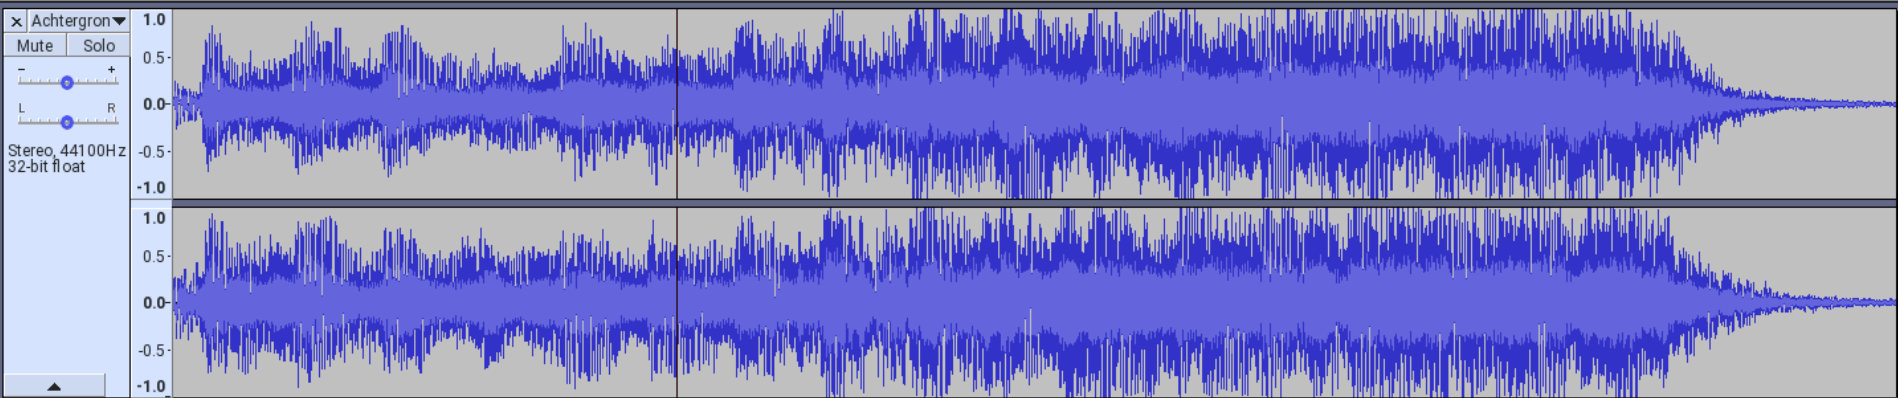 × Achtergron▼
Mute Solo
- +
L R
Stereo, 44100Hz
32-bit float
1.0
0.5-
0.0-
-0.5-
-1.0
1.0
0.5-
0.0-
-0.5-
-1.0